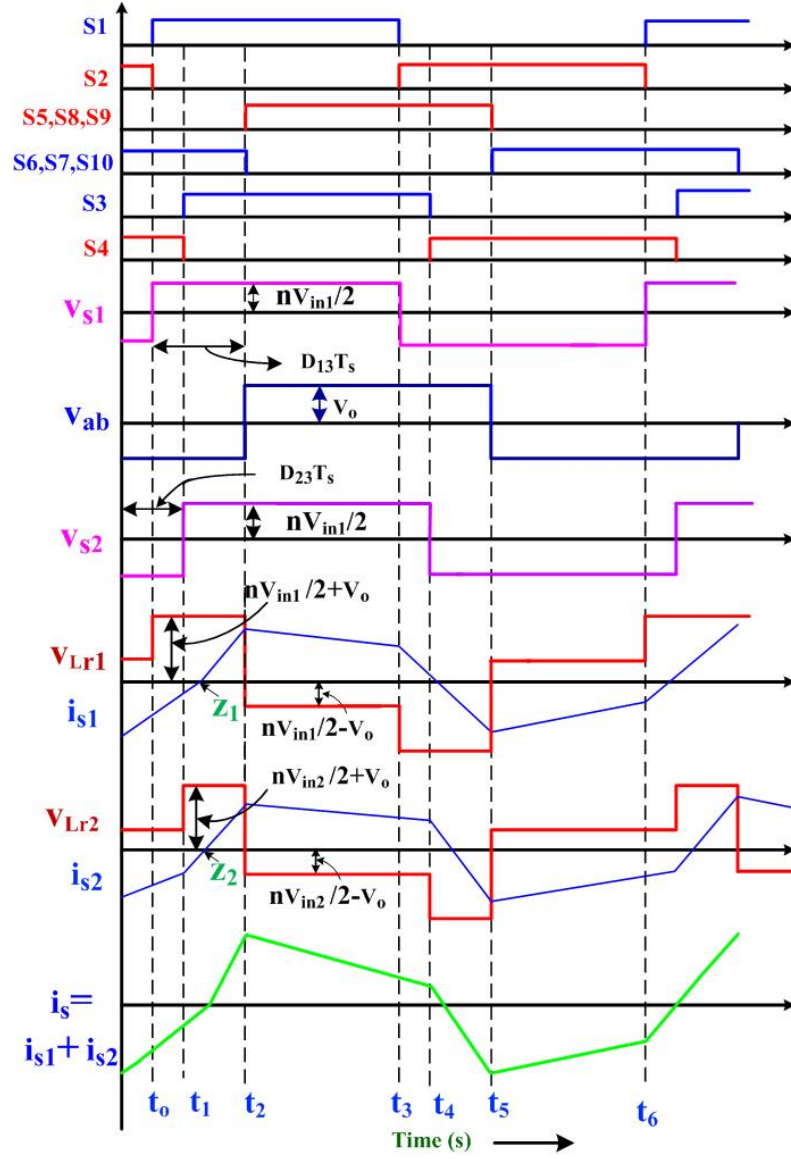 S1
S2
S5,S8,S9
S6,S7,S10
S3
S4
vs1
nVin1/2
D13Ts
vab
Vo
D23Ts
vs2
nVin1/2
nVin1/2+Vo
vLr1
is1
z1
nVin1/2-Vo
nVin2/2+Vo
vLr2
is2
z2
nVin2/2-Vo
is=
is1+ is2
to t1 t2 t3 t4 t5 t6
Time (s)